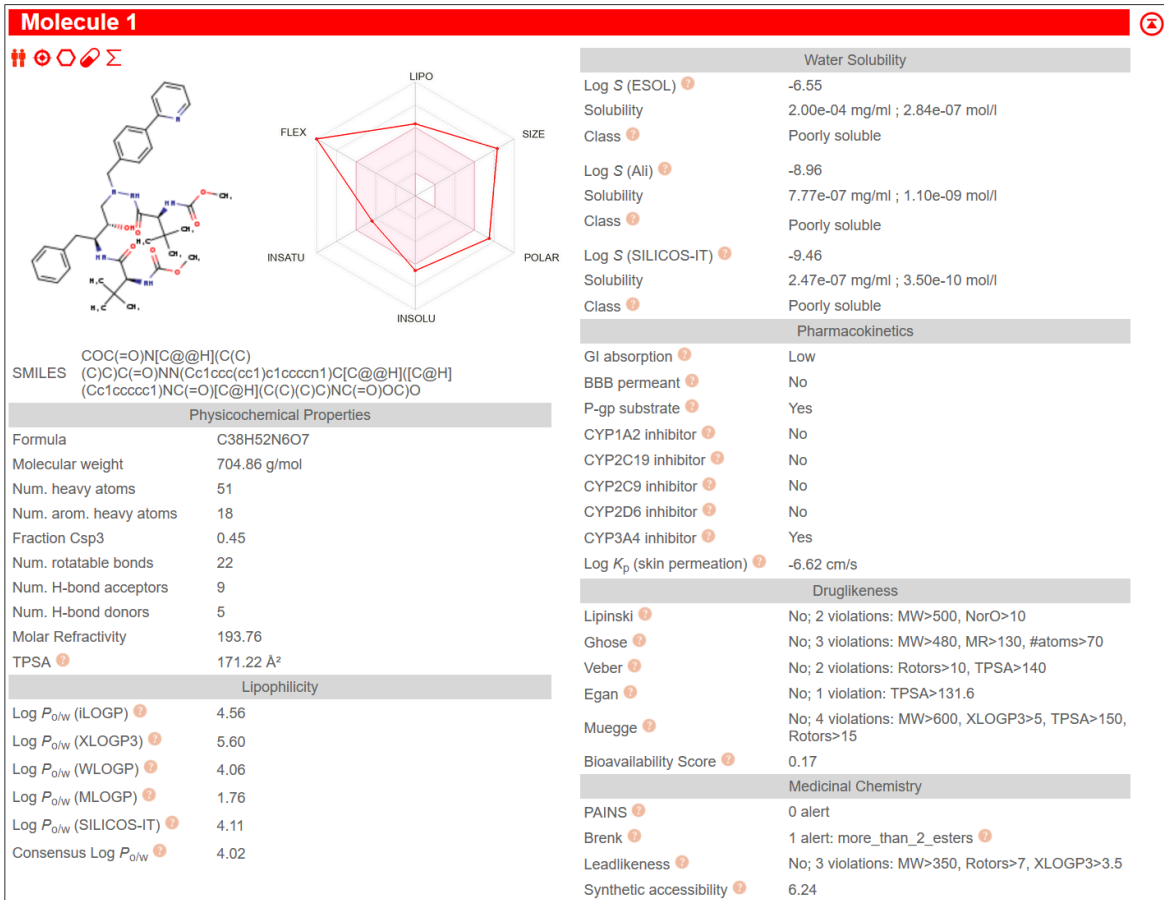 Molecule 1
LIPO
SIZE
POLAR
INSOLU
INSATU
FLEX
SMILES COC(=O)N[C@@H](C(C)
(C)C)C(=O)NN(Cc1ccc(cc1)c1ccccn1)C[C@@H]([C@H]
(Cc1ccccc1)NC(=O)[C@@H](C(C)(C)C)NC(=O)OC)O
Physicochemical Properties
Formula C38H52N6O7
Molecular weight 704.86 g/mol
Num. heavy atoms 51
Num. arom. heavy atoms 18
Fraction Csp3 0.45
Num. rotatable bonds 22
Num. H-bond acceptors 9
Num. H-bond donors 5
Molar Refractivity 193.76
TPSA ? 171.22 Å²
Lipophilicity
Log Po/w (iLOGP) ? 4.56
Log Po/w (XLOGP3) ? 5.60
Log Po/w (WLOGP) ? 4.06
Log Po/w (MLOGP) ? 1.76
Log Po/w (SILICOS-IT) ? 4.11
Consensus Log Po/w ? 4.02
Water Solubility
Log S (ESOL) ? -6.55
Solubility 2.00e-04 mg/ml ; 2.84e-07 mol/l
Class ? Poorly soluble
Log S (Ali) ? -8.96
Solubility 7.77e-07 mg/ml ; 1.10e-09 mol/l
Class ? Poorly soluble
Log S (SILICOS-IT) ? -9.46
Solubility 2.47e-07 mg/ml ; 3.50e-10 mol/l
Class ? Poorly soluble
Pharmacokinetics
GI absorption ? Low
BBB permeant ? No
P-gp substrate ? Yes
CYP1A2 inhibitor ? No
CYP2C19 inhibitor ? No
CYP2C9 inhibitor ? No
CYP2D6 inhibitor ? No
CYP3A4 inhibitor ? Yes
Log Kp (skin permeation) ? -6.62 cm/s
Druglikeness
Lipinski ? No; 2 violations: MW>500, NorO>10
Ghose ? No; 3 violations: MW>480, MR>130, #atoms>70
Veber ? No; 2 violations: Rotors>10, TPSA>140
Egan ? No; 1 violation: TPSA>131.6
Muegge ? No; 4 violations: MW>600, XLOGP3>5, TPSA>150,
Rotors>15
Bioavailability Score ? 0.17
Medicinal Chemistry
PAINS ? 0 alert
Brenk ? 1 alert: more_than_2_esters ?
Leadlikeness ? No; 3 violations: MW>350, Rotors>7, XLOGP3>3.5
Synthetic accessibility ? 6.24